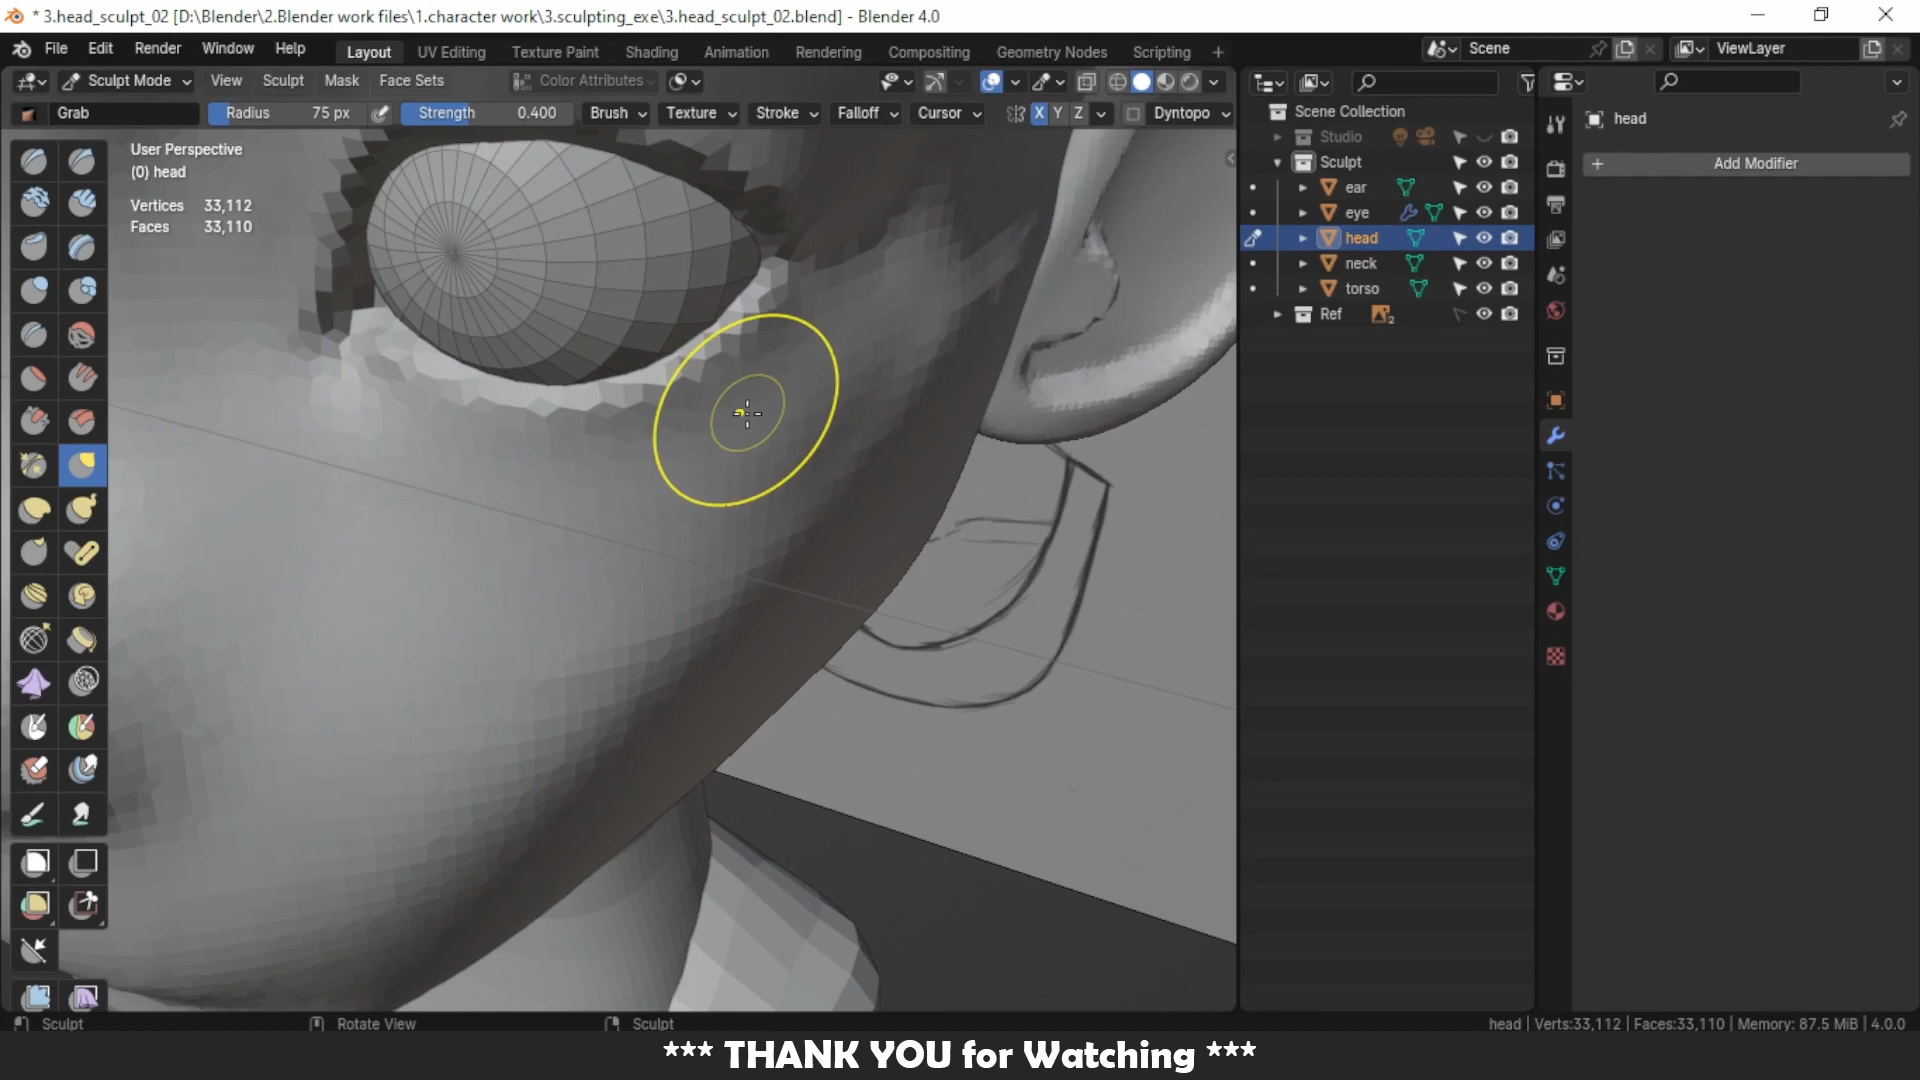 * 3.head_sculpt_02 [D:\Blender\2.Blender work files\1.character work\3.sculpting_exe\3.head_sculpt_02.blend] - Blender 4.0
File Edit Render Window Help Layout UV Editing Texture Paint Shading Animation Rendering Compositing Geometry Nodes Scripting + Scene ViewLayer
Sculpt Mode View Sculpt Mask Face Sets Color Attributes
Grab Radius 75 px Strength 0.400 Brush Texture Stroke Falloff Cursor X Y Z Dyntopo
User Perspective
(0) head
Vertices 33,112
Faces 33,110
Scene Collection
Studio
Sculpt
ear
eye
head
neck
torso
Ref 2
head
+ Add Modifier
Sculpt Rotate View Sculpt head | Verts:33,112 | Faces:33,110 | Memory: 87.5 MiB | 4.0.0
*** THANK YOU for Watching ***